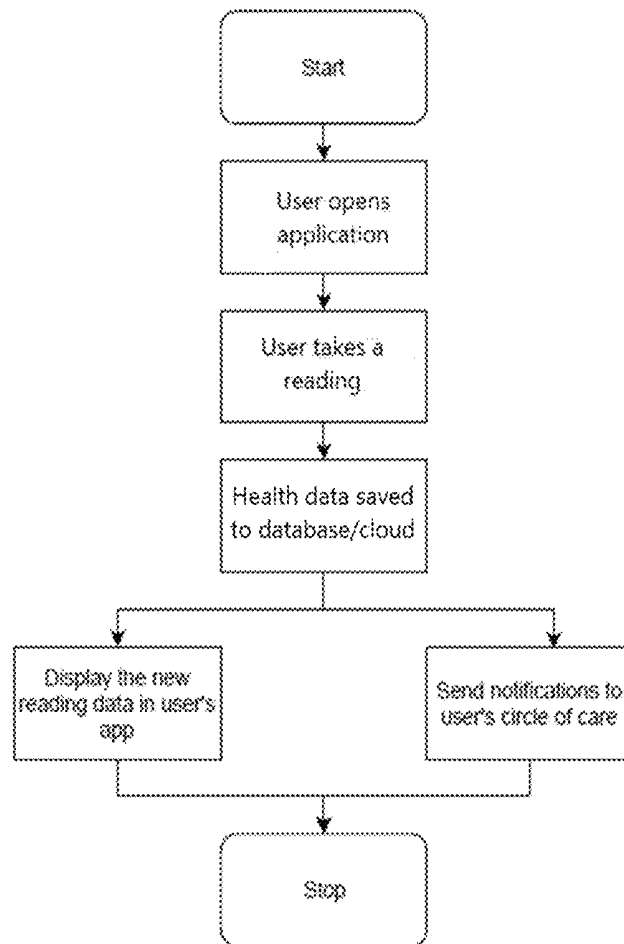 Start
User opens
application
User takes a
reading
Health data saved
to database/cloud
Display the new
reading data in user's
app
Send notifications to
user's circle of care
Stop